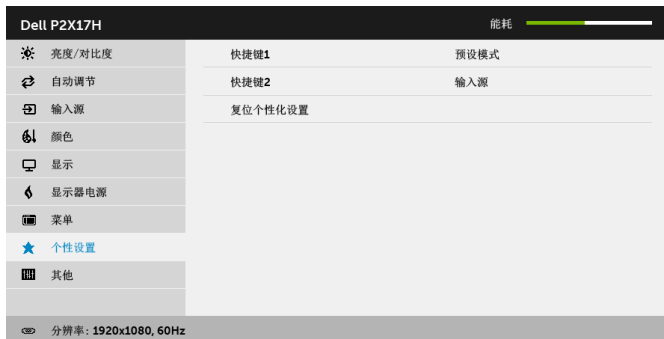 Dell P2X17H 能耗
亮度/对比度 快捷键1 预设模式
自动调节 快捷键2 输入源
输入源 复位个性化设置
颜色
显示
显示器电源
菜单
个性设置
其他
分辨率: 1920x1080, 60Hz